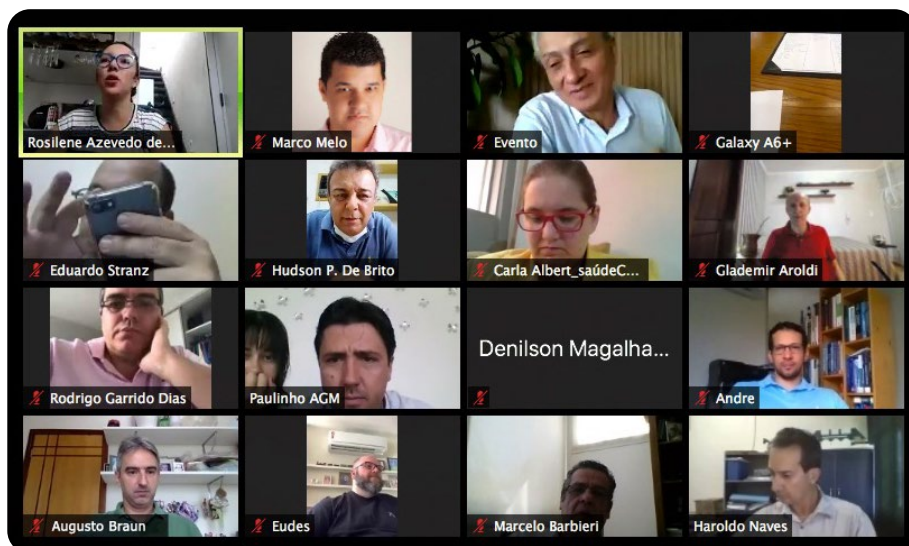 Rosilene Azevedo de...
Marco Melo
Evento
Galaxy A6+
Eduardo Stranz
Hudson P. De Brito
Carla Albert_saúdeC...
Glademir Aroldi
Rodrigo Garrido Dias
Paulinho AGM
Denilson Magalha...
Andre
Augusto Braun
Eudes
Marcelo Barbieri
Haroldo Naves